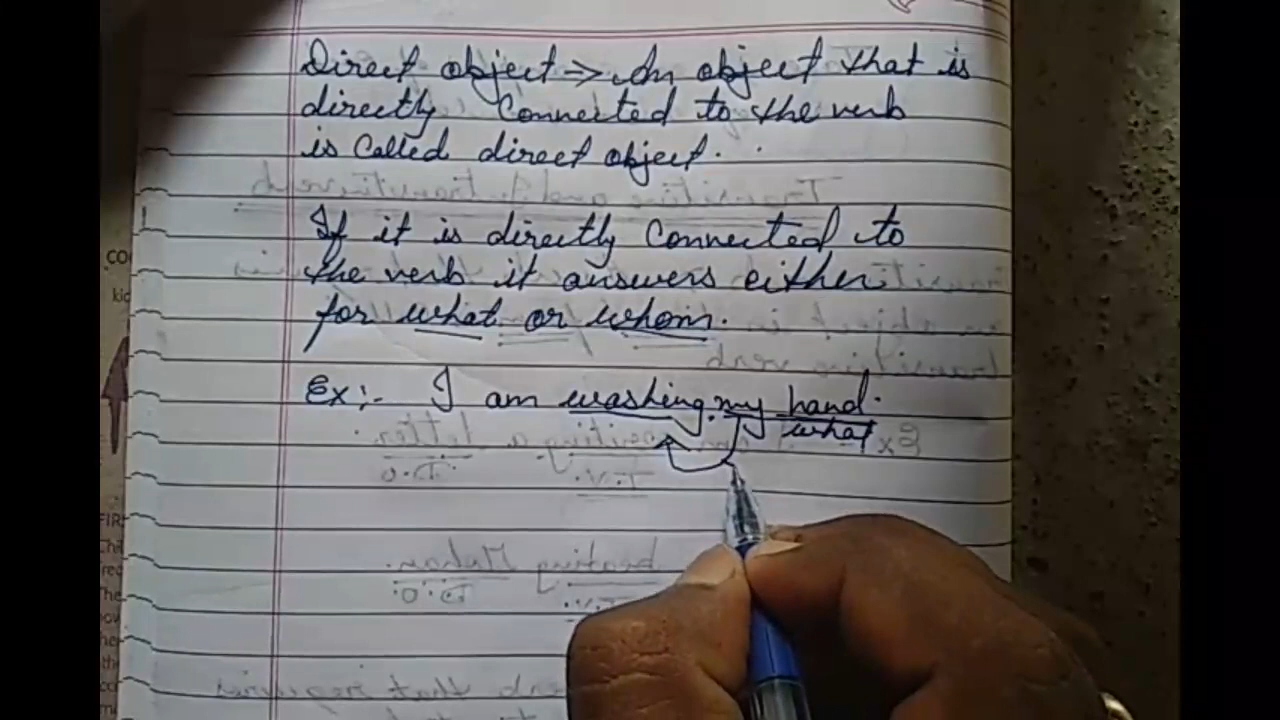 Direct object => An object that is
directly connected to the verb
is called direct object.
If it is directly connected to
the verb it answers either
for what or whom.
Ex:- I am washing my hand.
what